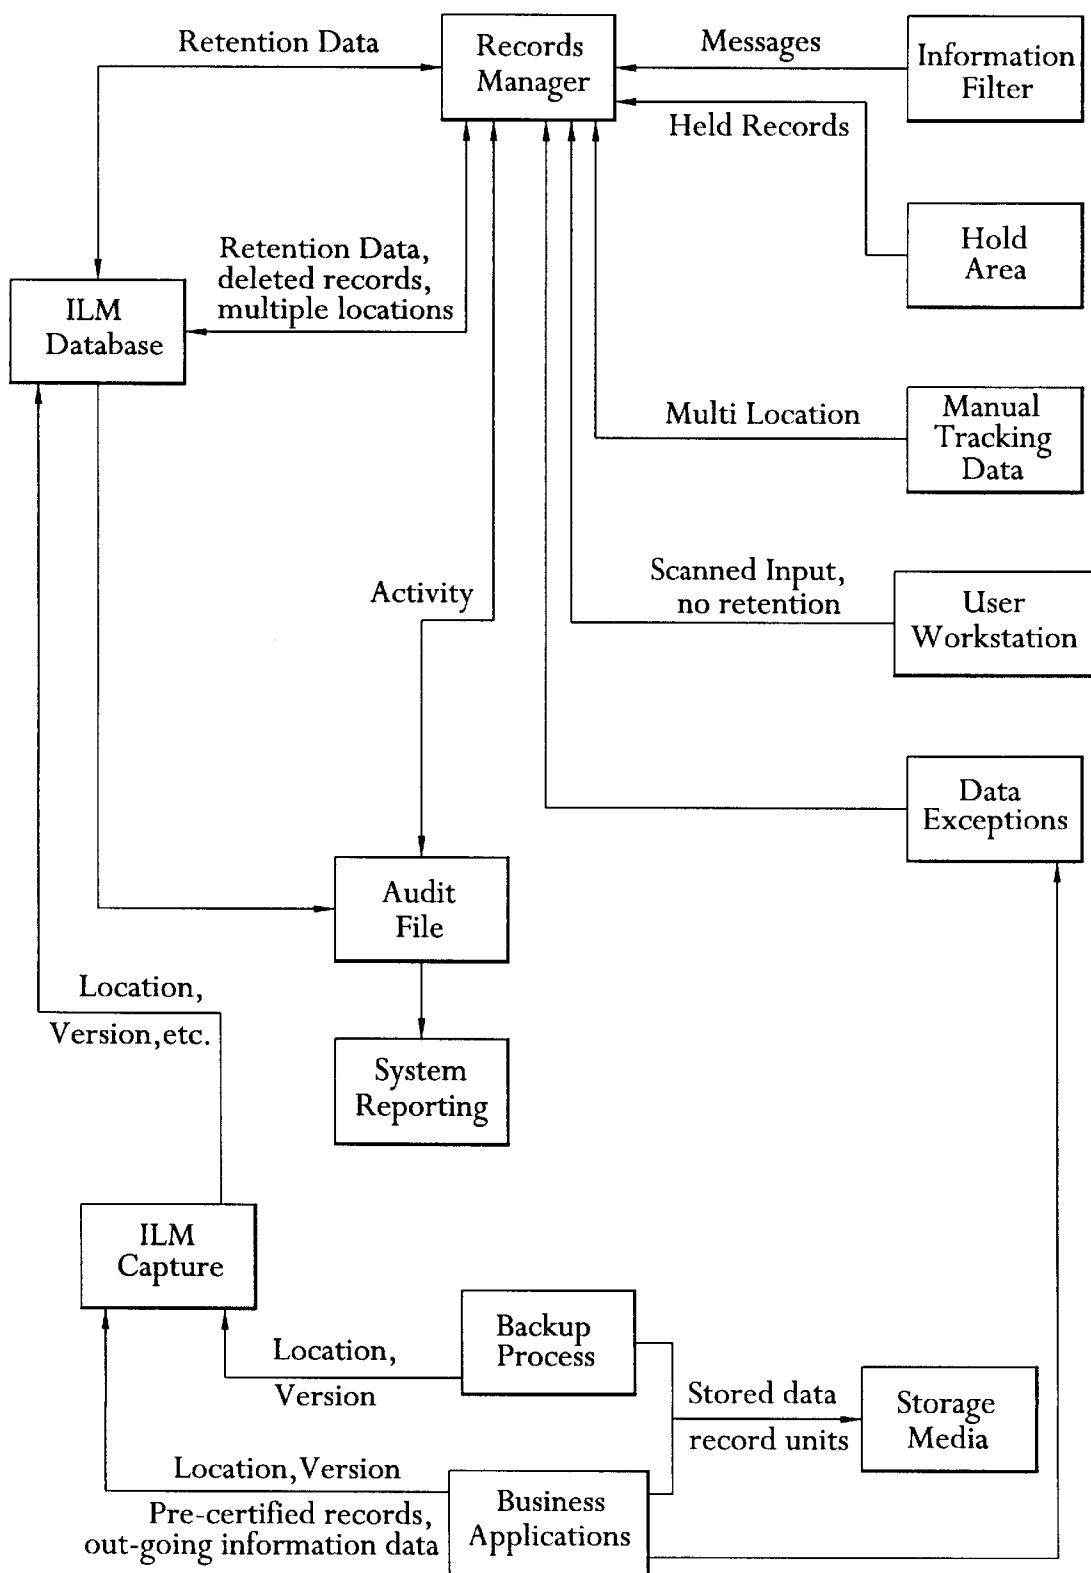 Retention Data
Records
Manager
Messages
Information
Filter
Held Records
Hold
Area
Retention Data,
deleted records,
multiple locations
ILM
Database
Multi Location
Manual
Tracking
Data
Activity
Scanned Input,
no retention
User
Workstation
Data
Exceptions
Audit
File
Location,
Version,etc.
System
Reporting
ILM
Capture
Backup
Process
Location,
Version
Stored data
record units
Storage
Media
Location,Version
Pre-certified records,
out-going information data
Business
Applications